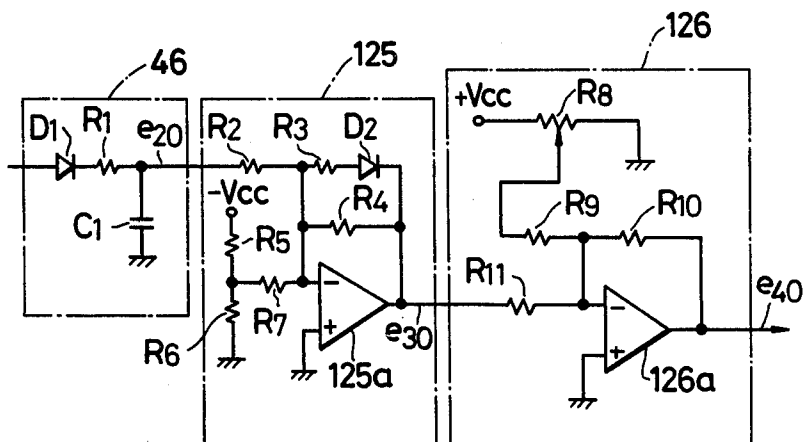 46
125
126
D1
R1
e20
C1
R2
R3
D2
R4
-Vcc
R5
R7
R6
-
+
125a
e30
+Vcc
R8
R9
R10
R11
-
+
126a
e40